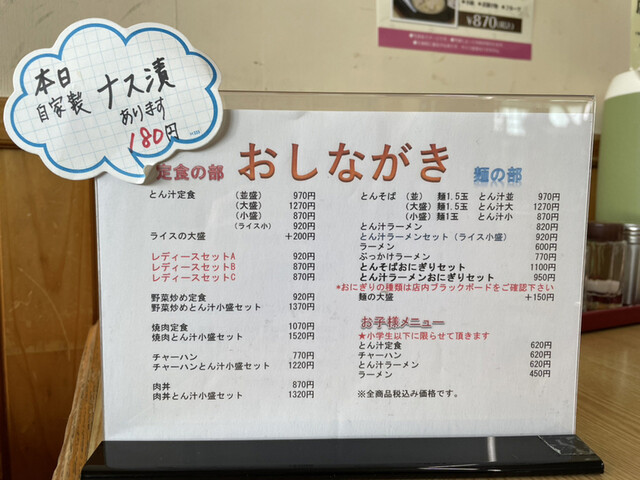 本日
自家製 ナス漬
あります
180円
¥870(税込)
おしながき
定食の部
とん汁定食 (並盛) 970円
(大盛) 1270円
(小盛) 870円
(ライス小) 920円
ライスの大盛 +200円
レディースセットA 920円
レディースセットB 870円
レディースセットC 870円
野菜炒め定食 920円
野菜炒めとん汁小盛セット 1370円
焼肉定食 1070円
焼肉とん汁小盛セット 1520円
チャーハン 770円
チャーハンとん汁小盛セット 1220円
肉丼 870円
肉丼とん汁小盛セット 1320円
麺の部
とんそば (並) 麺1.5玉 とん汁並 970円
(大盛) 麺1.5玉 とん汁大 1270円
(小盛) 麺1玉 とん汁小 870円
とん汁ラーメン 820円
とん汁ラーメンセット (ライス小盛) 920円
ラーメン 600円
ぶっかけラーメン 770円
とんそばおにぎりセット 1100円
とん汁ラーメンおにぎりセット 950円
*おにぎりの種類は店内ブラックボードをご確認下さい
麺の大盛 +150円
お子様メニュー
★小学生以下に限らせて頂きます
とん汁定食 620円
チャーハン 620円
とん汁ラーメン 620円
ラーメン 450円
※全商品税込み価格です。